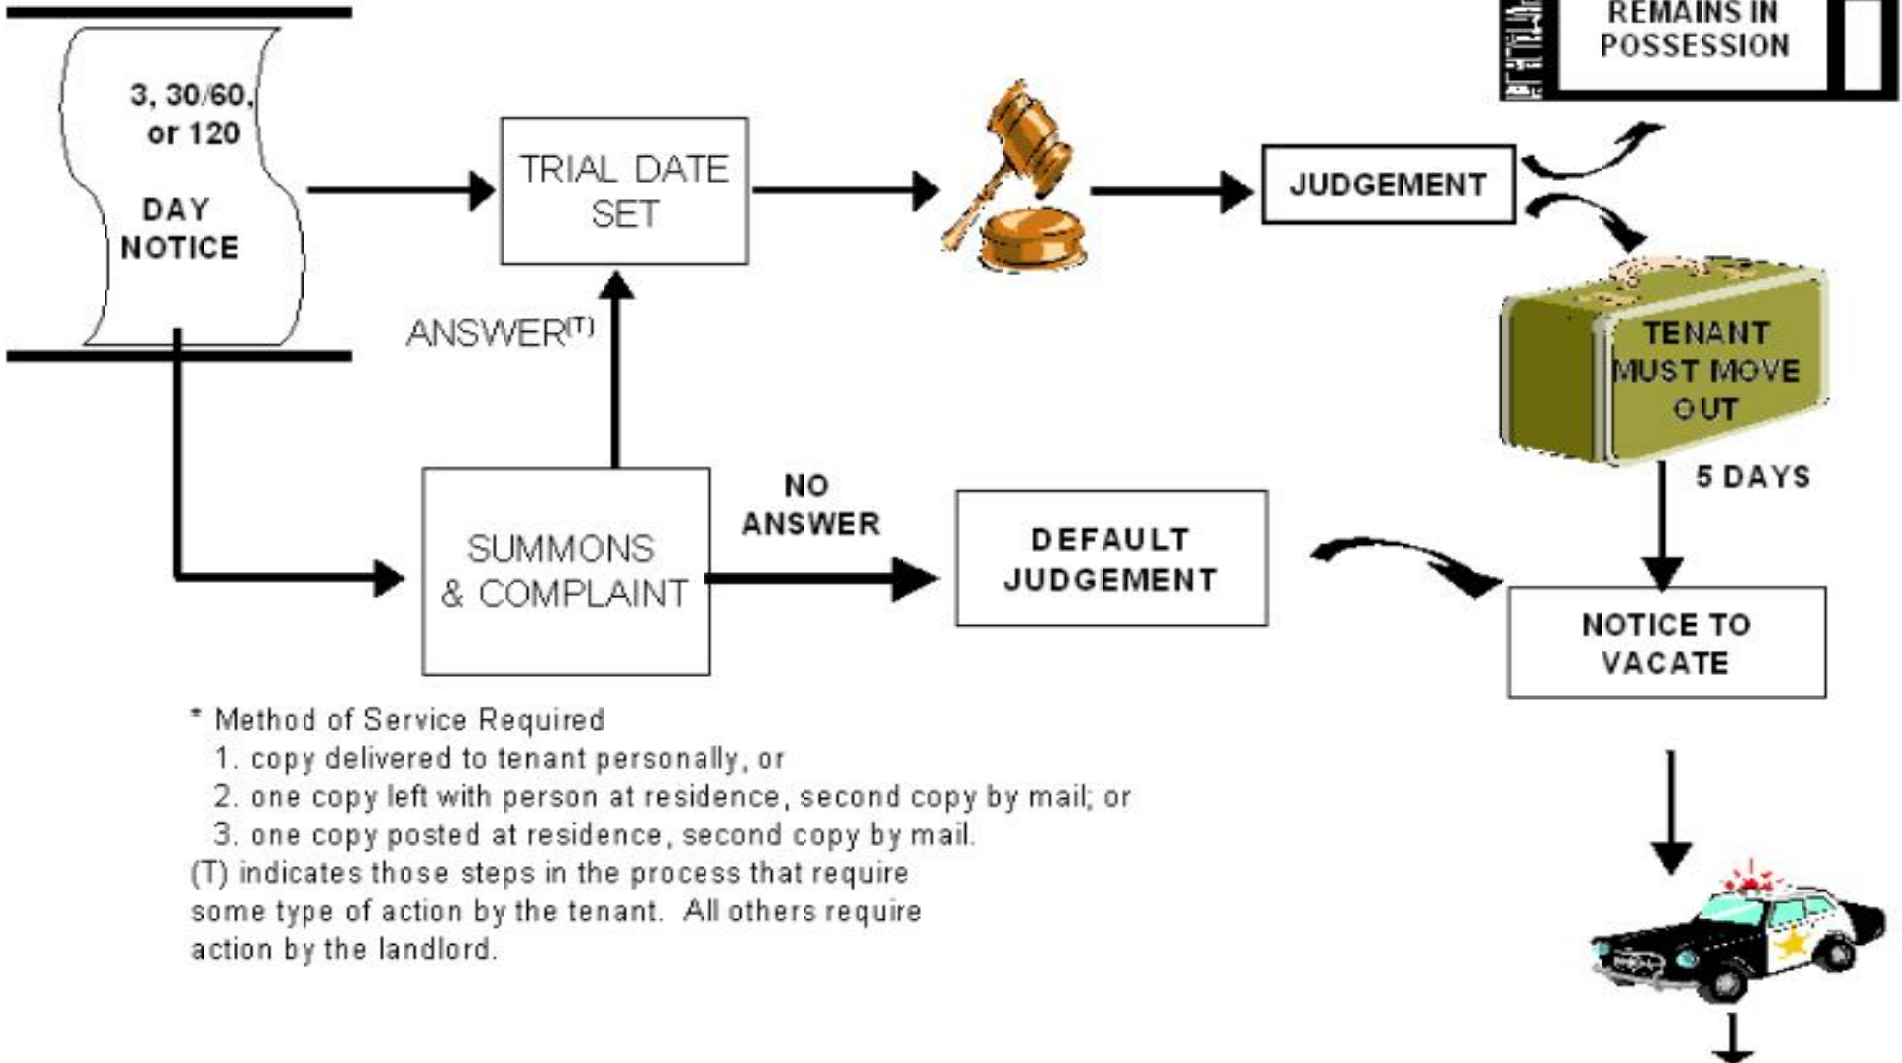 REMAINS IN
POSSESSION
3, 30/60,
or 120
DAY
NOTICE
TRIAL DATE
SET
JUDGEMENT
ANSWER(T)
TENANT
MUST MOVE
OUT
5 DAYS
SUMMONS
& COMPLAINT
NO
ANSWER
DEFAULT
JUDGEMENT
NOTICE TO
VACATE
* Method of Service Required
1. copy delivered to tenant personally, or
2. one copy left with person at residence, second copy by mail; or
3. one copy posted at residence, second copy by mail.
(T) indicates those steps in the process that require
some type of action by the tenant. All others require
action by the landlord.